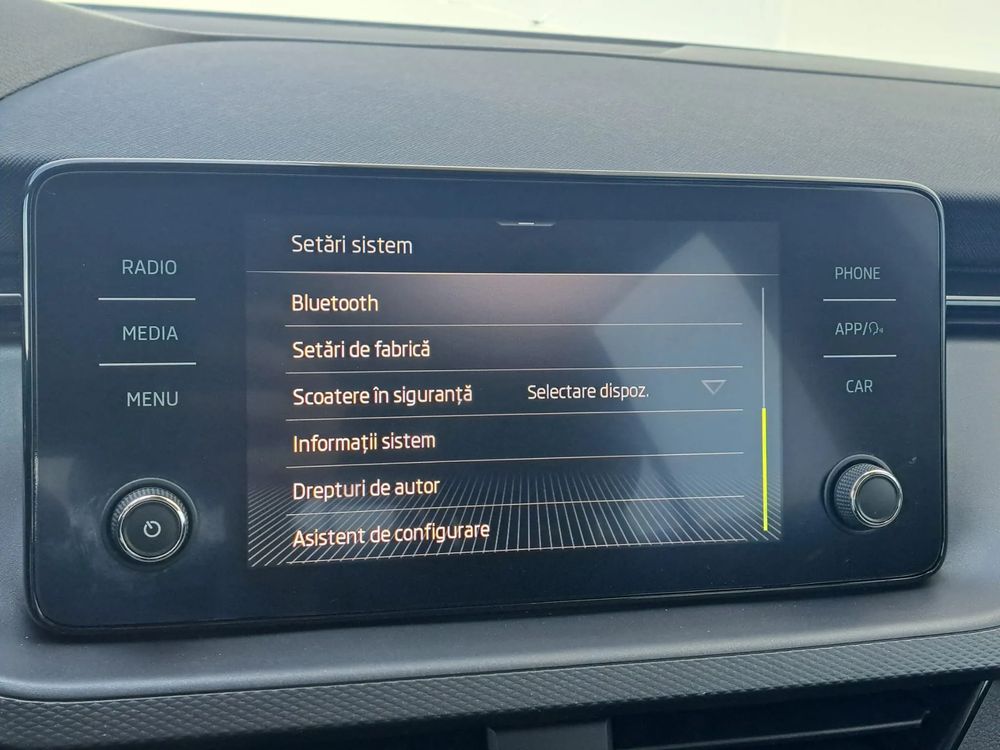 Setări sistem
RADIO
MEDIA
MENU
Bluetooth
Setări de fabrică
Scoatere în siguranță Selectare dispoz.
Informații sistem
Drepturi de autor
Asistent de configurare
PHONE
APP/
CAR